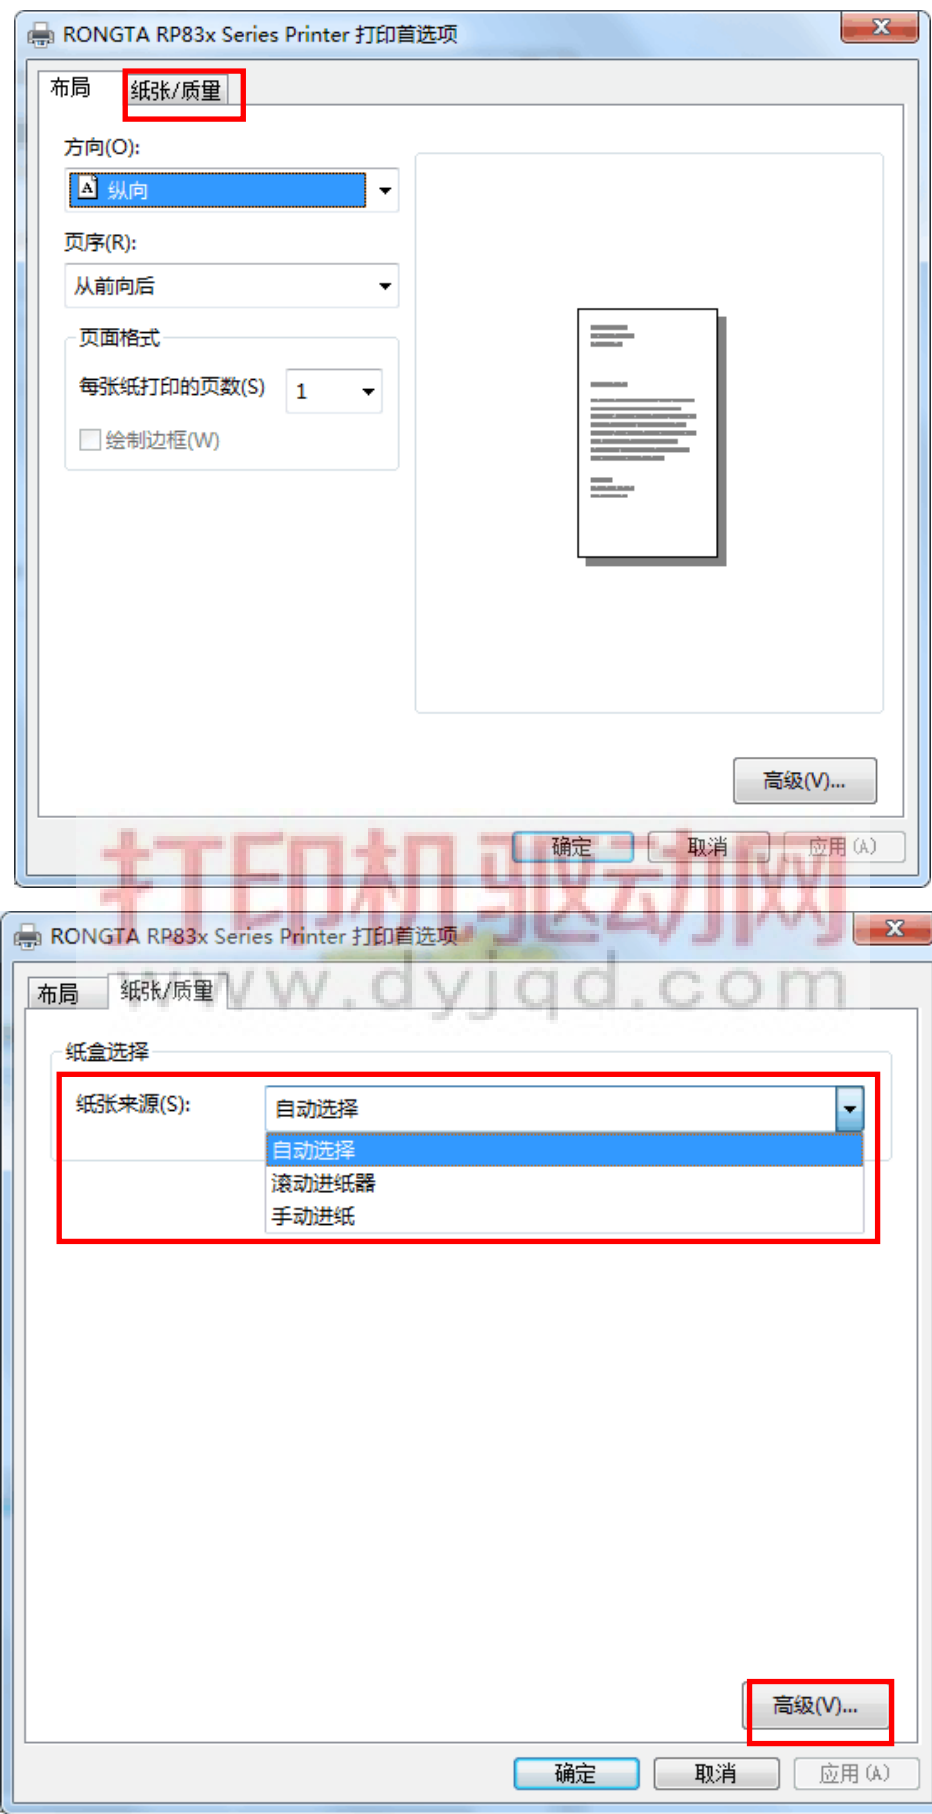 RONGTA RP83x Series Printer 打印首选项
布局 纸张/质量
方向(O):
纵向
页序(R):
从前向后
页面格式
每张纸打印的页数(S) 1
绘制边框(W)
高级(V)...
确定 取消 应用(A)
打印机驱动网
RONGTA RP83x Series Printer 打印首选项
www.dyjqd.com
布局 纸张/质量
纸盒选择
纸张来源(S): 自动选择
自动选择
滚动进纸器
手动进纸
高级(V)...
确定 取消 应用(A)